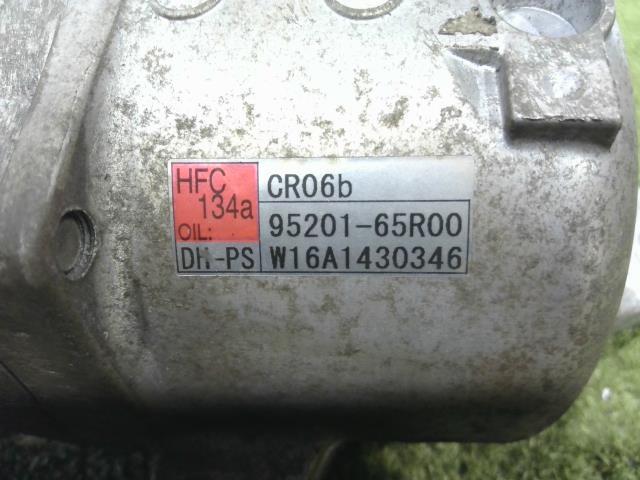 HFC
134a
OIL:
DH-PS
CR06b
95201-65R00
W16A1430346